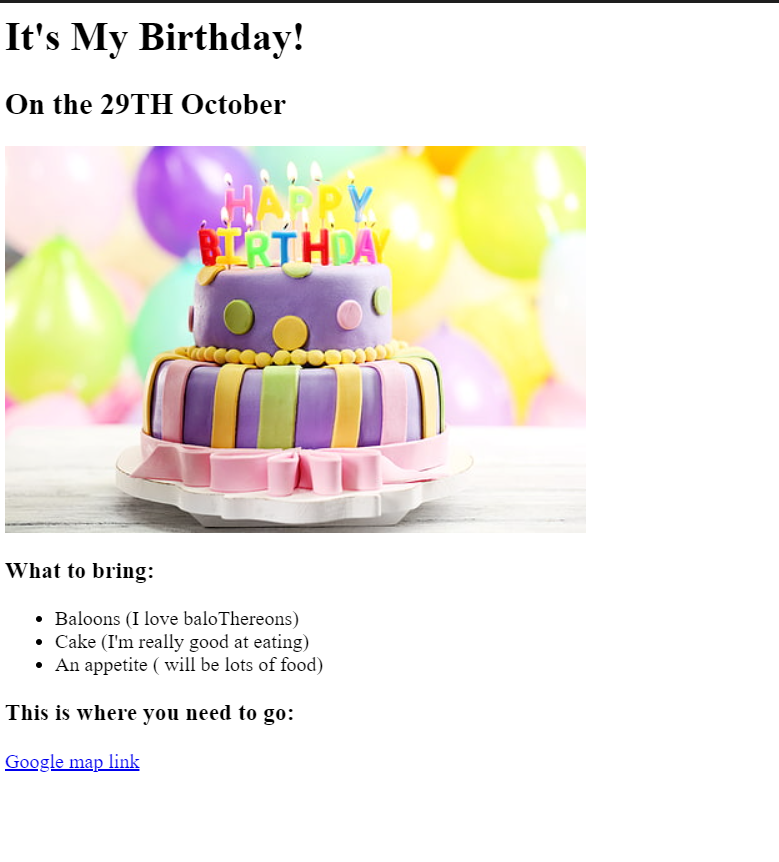 It's My Birthday!
On the 29TH October
HAPPY
BIRTHDAY
What to bring:
Baloons (I love baloThereons)
Cake (I'm really good at eating)
An appetite ( will be lots of food)
This is where you need to go:
Google map link